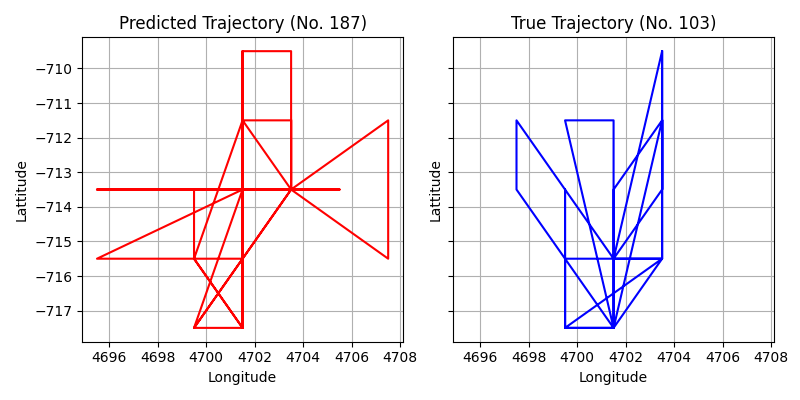 Predicted Trajectory (No. 187)
True Trajectory (No. 103)
Lattitude
−710
−711
−712
−713
−714
−715
−716
−717
4696 4698 4700 4702 4704 4706 4708
Longitude
Lattitude
4696 4698 4700 4702 4704 4706 4708
Longitude